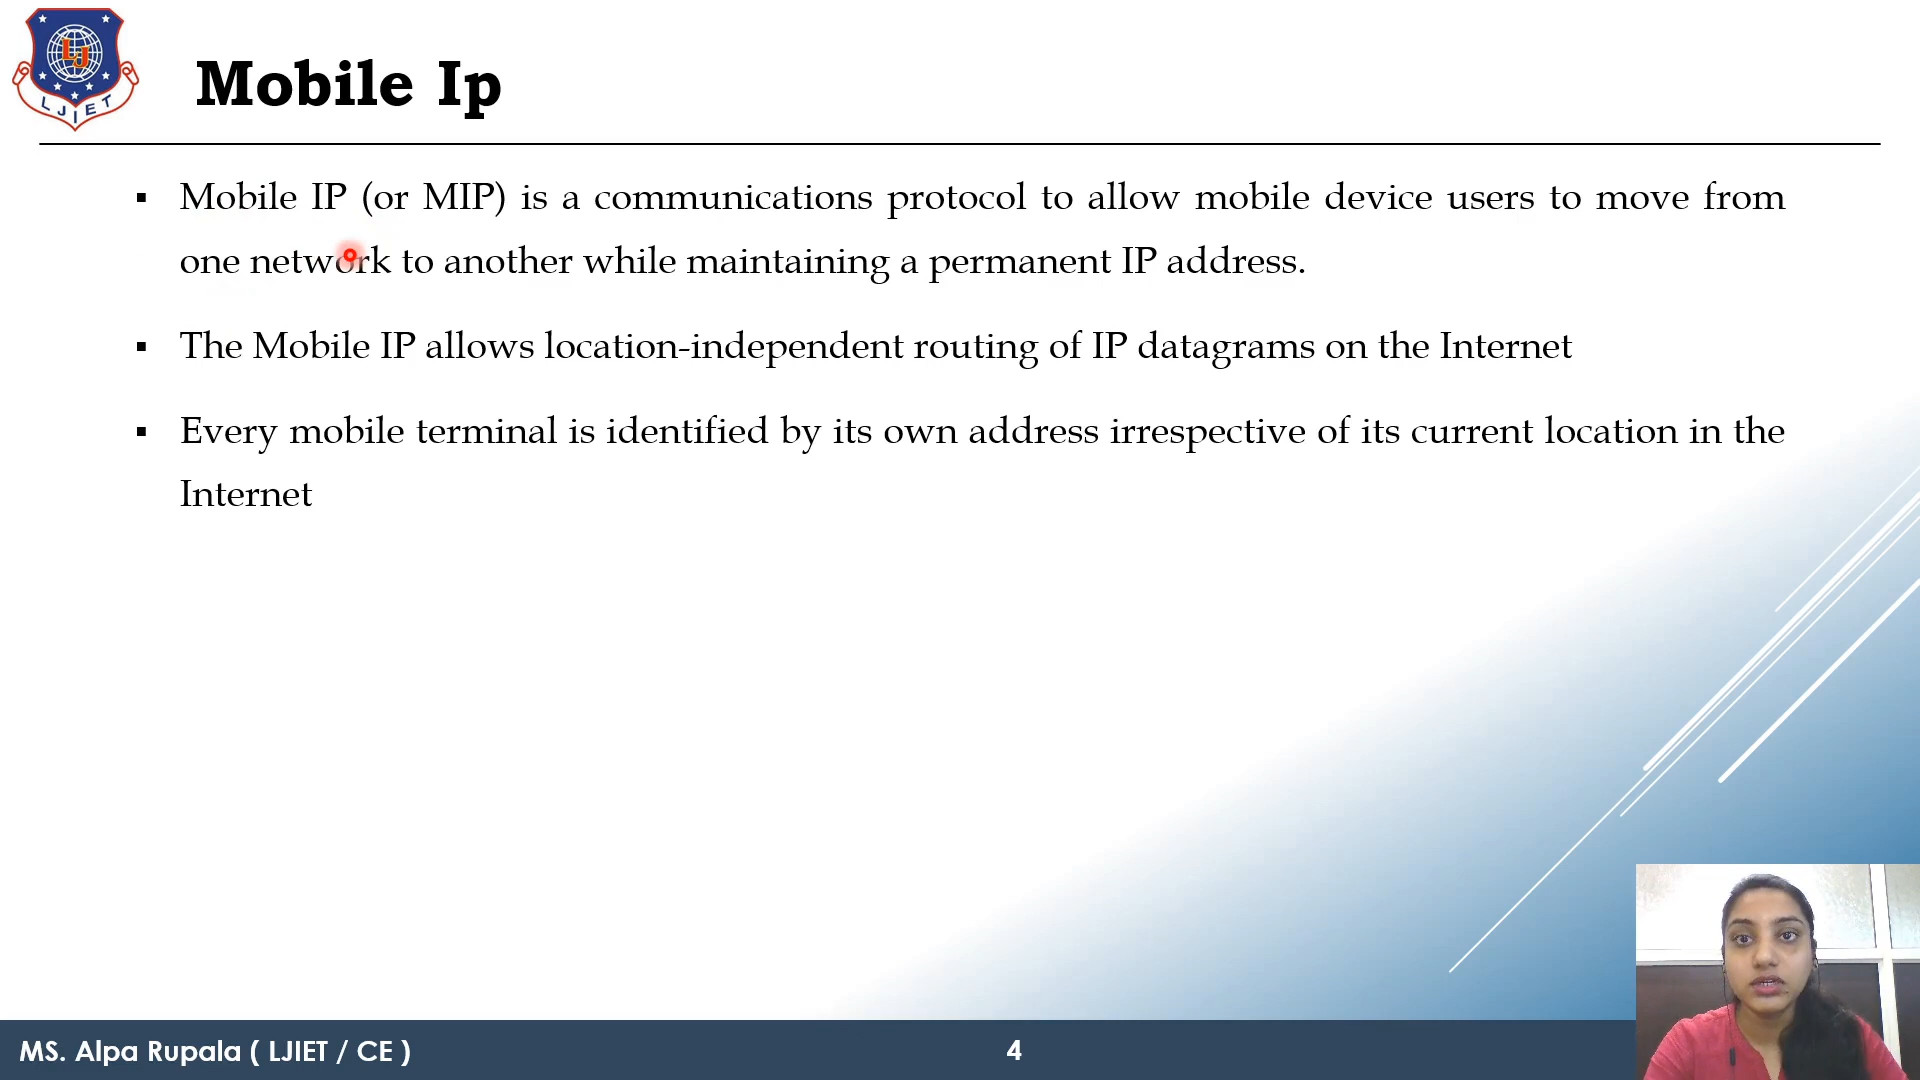 LJ
LJIET
Mobile Ip
▪ Mobile IP (or MIP) is a communications protocol to allow mobile device users to move from
one network to another while maintaining a permanent IP address.
▪ The Mobile IP allows location-independent routing of IP datagrams on the Internet
▪ Every mobile terminal is identified by its own address irrespective of its current location in the
Internet
MS. Alpa Rupala ( LJIET / CE )
4